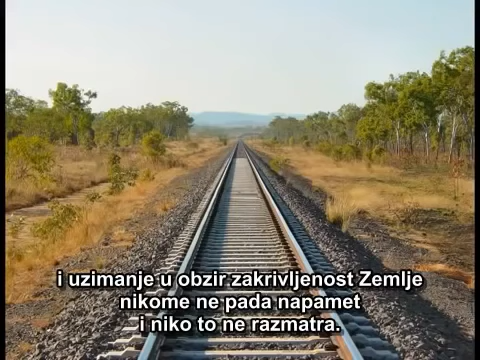 i uzimanje u obzir zakrivljenost Zemlje
nikome ne pada napamet
i niko to ne razmatra.